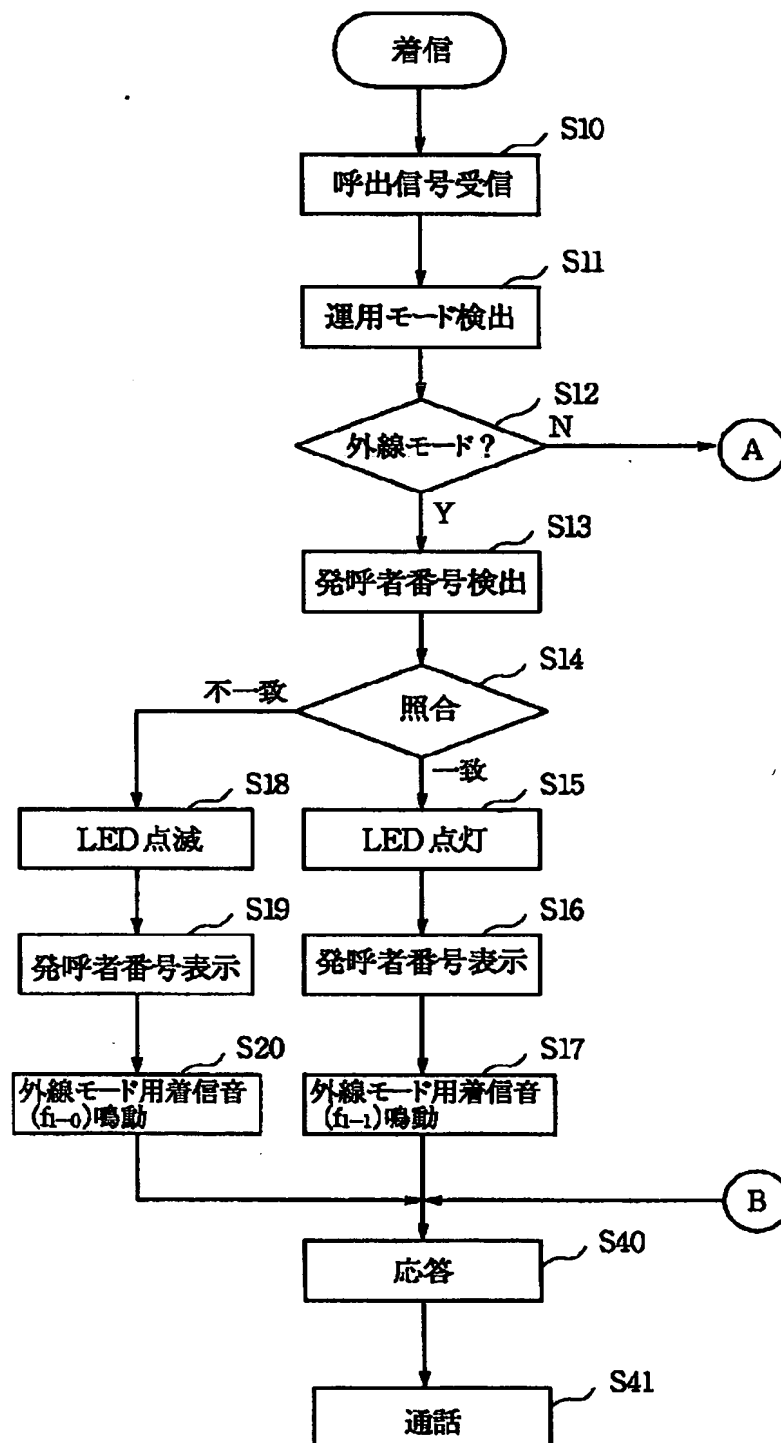 着信
S10
呼出信号受信
S11
運用モード検出
S12
外線モード?
N
A
Y
S13
発呼者番号検出
S14
不一致
照合
一致
S18
S15
LED点滅
LED点灯
S19
S16
発呼者番号表示
発呼者番号表示
S20
S17
外線モード用着信音
(f1-0)鳴動
外線モード用着信音
(f1-1)鳴動
B
S40
応答
S41
通話